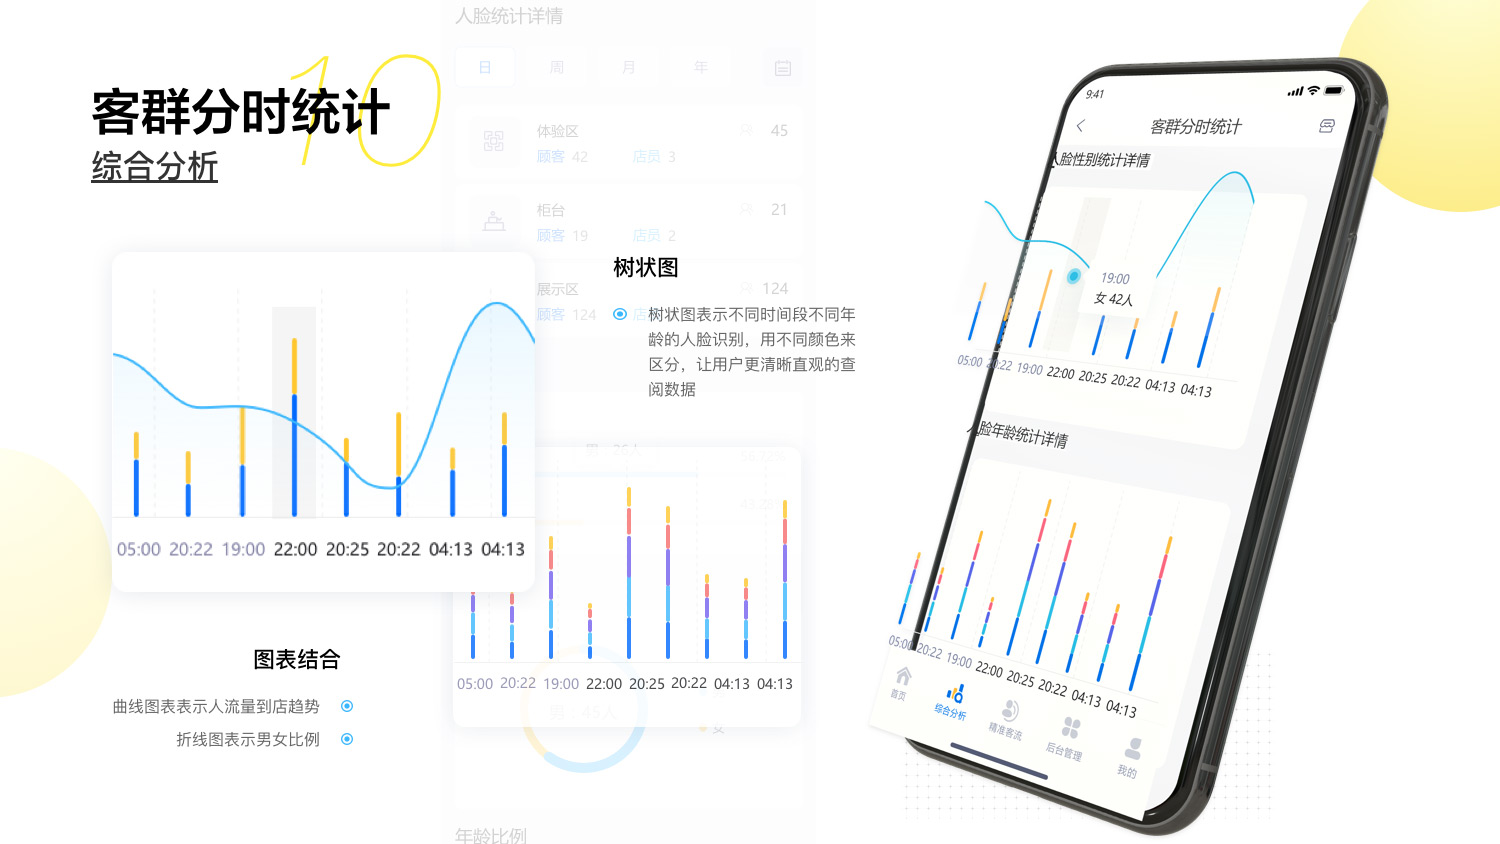 人脸统计详情
日 周 月 年
10
客群分时统计
综合分析
体验区 45
顾客 42 店员 3
柜台 21
顾客 19 店员 2
展示区 124
顾客 124 店
树状图
树状图表示不同时间段不同年
龄的人脸识别，用不同颜色来
区分，让用户更清晰直观的查
阅数据
05:00 20:22 19:00 22:00 20:25 20:22 04:13 04:13
05:00 20:22 19:00 22:00 20:25 20:22 04:13 04:13
男 45人
女
图表结合
曲线图表表示人流量到店趋势
折线图表示男女比例
年龄比例
9:41
客群分时统计
人脸性别统计详情
19:00
女 42人
05:00 20:22 19:00 22:00 20:25 20:22 04:13 04:13
人脸年龄统计详情
05:00 20:22 19:00 22:00 20:25 20:22 04:13 04:13
首页
综合分析
精准客流
后台管理
我的